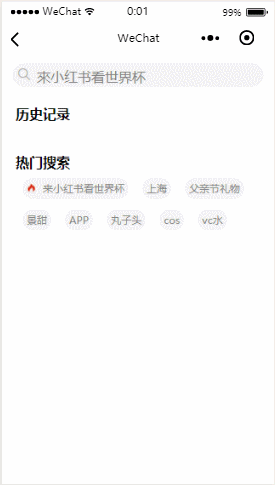 WeChat 0:01 99%
WeChat
來小红书看世界杯
历史记录
热门搜索
来小红书看世界杯 上海 父亲节礼物
景甜 APP 丸子头 cos vc水